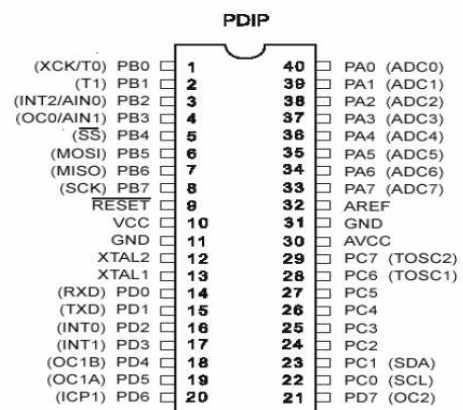 PDIP
(XCK/T0) PB0 1 40 PA0 (ADC0)
(T1) PB1 2 39 PA1 (ADC1)
(INT2/AIN0) PB2 3 38 PA2 (ADC2)
(OC0/AIN1) PB3 4 37 PA3 (ADC3)
(SS) PB4 5 36 PA4 (ADC4)
(MOSI) PB5 6 35 PA5 (ADC5)
(MISO) PB6 7 34 PA6 (ADC6)
(SCK) PB7 8 33 PA7 (ADC7)
RESET 9 32 AREF
VCC 10 31 GND
GND 11 30 AVCC
XTAL2 12 29 PC7 (TOSC2)
XTAL1 13 28 PC6 (TOSC1)
(RXD) PD0 14 27 PC5
(TXD) PD1 15 26 PC4
(INT0) PD2 16 25 PC3
(INT1) PD3 17 24 PC2
(OC1B) PD4 18 23 PC1 (SDA)
(OC1A) PD5 19 22 PC0 (SCL)
(ICP1) PD6 20 21 PD7 (OC2)